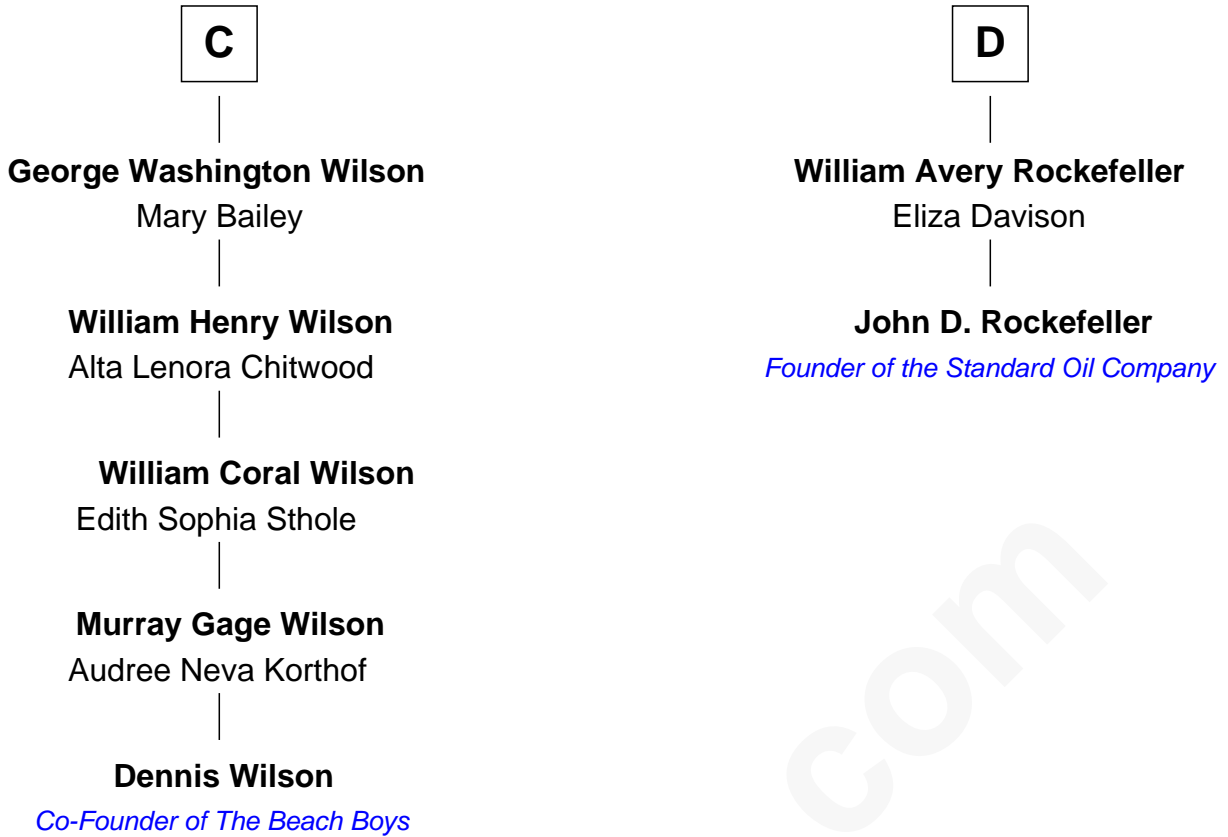 C
George Washington Wilson
Mary Bailey
William Henry Wilson
Alta Lenora Chitwood
William Coral Wilson
Edith Sophia Sthole
Murray Gage Wilson
Audree Neva Korthof
Dennis Wilson
Co-Founder of The Beach Boys
D
William Avery Rockefeller
Eliza Davison
John D. Rockefeller
Founder of the Standard Oil Company
com